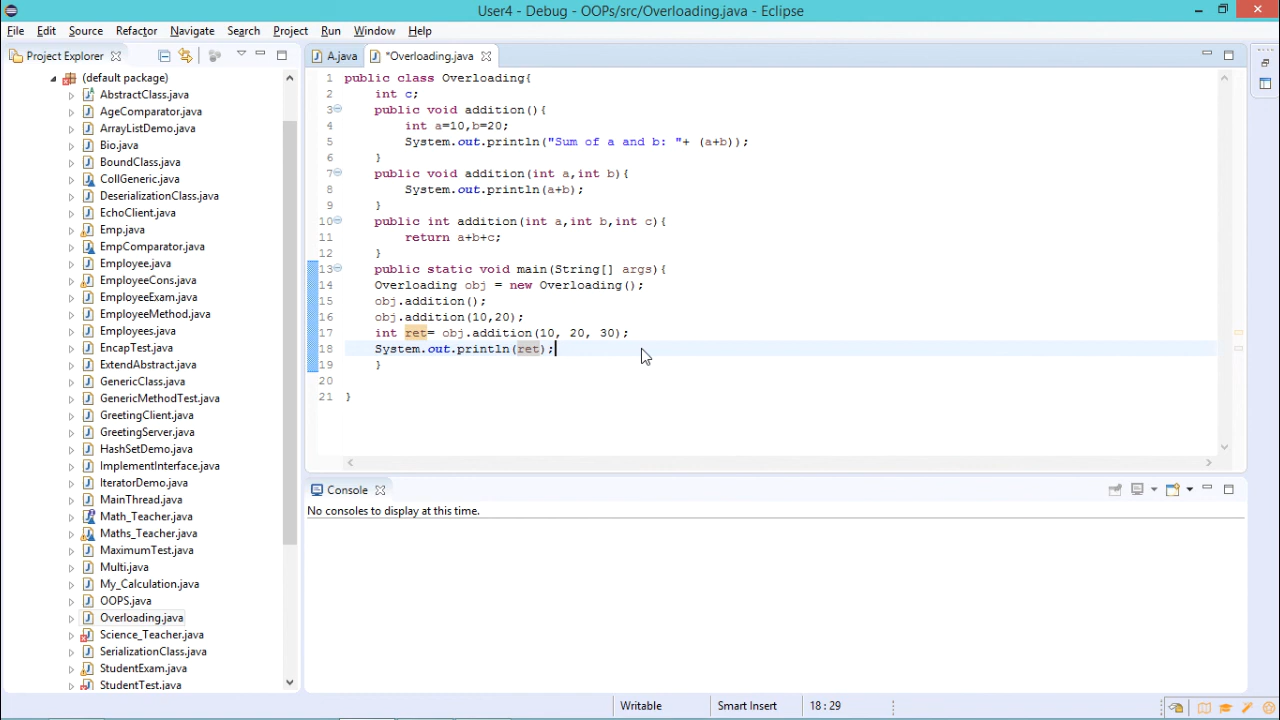 User4 - Debug - OOPs/src/Overloading.java - Eclipse
File Edit Source Refactor Navigate Search Project Run Window Help
Project Explorer
(default package)
AbstractClass.java
AgeComparator.java
ArrayListDemo.java
Bio.java
BoundClass.java
CollGeneric.java
DeserializationClass.java
EchoClient.java
Emp.java
EmpComparator.java
Employee.java
EmployeeCons.java
EmployeeExam.java
EmployeeMethod.java
Employees.java
EncapTest.java
ExtendAbstract.java
GenericClass.java
GenericMethodTest.java
GreetingClient.java
GreetingServer.java
HashSetDemo.java
ImplementInterface.java
IteratorDemo.java
MainThread.java
Math_Teacher.java
Maths_Teacher.java
MaximumTest.java
Multi.java
My_Calculation.java
OOPS.java
Overloading.java
Science_Teacher.java
SerializationClass.java
StudentExam.java
StudentTest.java
A.java *Overloading.java
1 public class Overloading{
2 int c;
3 public void addition(){
4 int a=10,b=20;
5 System.out.println("Sum of a and b: "+ (a+b));
6 }
7 public void addition(int a,int b){
8 System.out.println(a+b);
9 }
10 public int addition(int a,int b,int c){
11 return a+b+c;
12 }
13 public static void main(String[] args){
14 Overloading obj = new Overloading();
15 obj.addition();
16 obj.addition(10,20);
17 int ret= obj.addition(10, 20, 30);
18 System.out.println(ret);
19 }
20
21 }
Console
No consoles to display at this time.
Writable Smart Insert 18 : 29